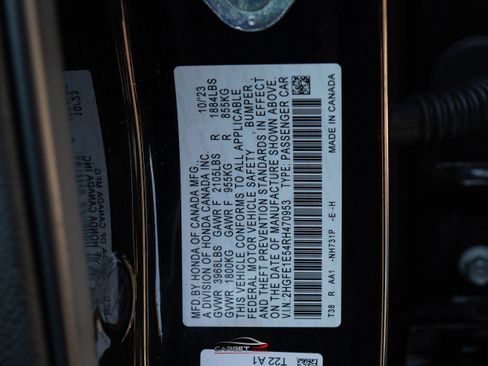 MFD. BY HONDA OF CANADA MFG. 10/23
A DIVISION OF HONDA CANADA INC.
GVWR 3968LBS GAWR F 2105LBS R 1884LBS
GVWR 1800KG GAWR F 955KG R 855KG
THIS VEHICLE CONFORMS TO ALL APPLICABLE
FEDERAL MOTOR VEHICLE SAFETY, BUMPER,
AND THEFT PREVENTION STANDARDS IN EFFECT
ON THE DATE OF MANUFACTURE SHOWN ABOVE.
V.I.N.:2HGFE1E54RH470953 TYPE: PASSENGER CAR
T38 R AA1 -NH731P -E -H MADE IN CANADA
CARGET
T22 A1